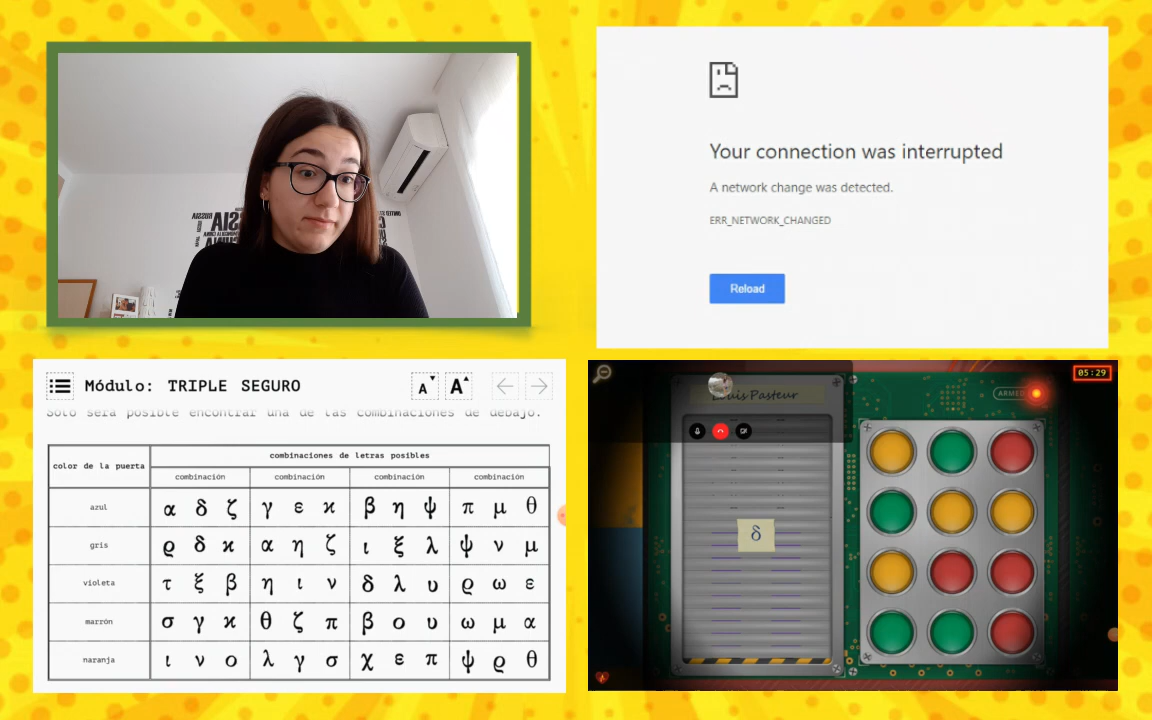 Your connection was interrupted
A network change was detected.
ERR_NETWORK_CHANGED
Reload
Módulo: TRIPLE SEGURO
A A
Solo será posible encontrar una de las combinaciones de debajo.
color de la puerta
combinaciones de letras posibles
combinación combinación combinación combinación
azul α δ ζ γ ε ϰ β η ψ π μ θ
gris ϱ δ ϰ α η ζ ι ξ λ ψ ν μ
violeta τ ξ β η ι ν δ λ υ ϱ ω ε
marrón σ γ ϰ θ ζ π β ο υ ω μ α
naranja ι ν ο λ γ σ χ ε π ψ ϱ θ
Louis Pasteur
δ
ARMED
05:29